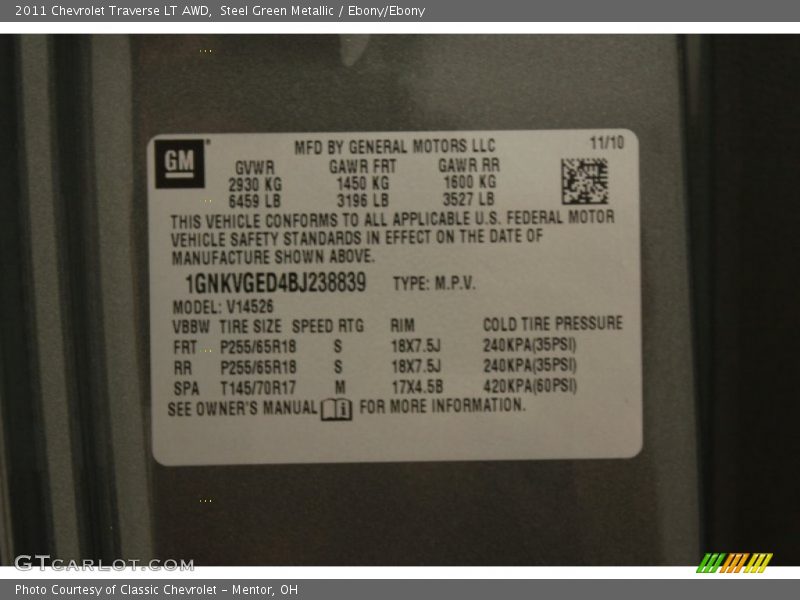 2011 Chevrolet Traverse LT AWD, Steel Green Metallic / Ebony/Ebony
GM MFD BY GENERAL MOTORS LLC 11/10
GVWR GAWR FRT GAWR RR
2930 KG 1450 KG 1600 KG
6459 LB 3196 LB 3527 LB
THIS VEHICLE CONFORMS TO ALL APPLICABLE U.S. FEDERAL MOTOR
VEHICLE SAFETY STANDARDS IN EFFECT ON THE DATE OF
MANUFACTURE SHOWN ABOVE.
1GNKVGED4BJ238839 TYPE: M.P.V.
MODEL: V14526
VBBW TIRE SIZE SPEED RTG RIM COLD TIRE PRESSURE
FRT P255/65R18 S 18X7.5J 240KPA(35PSI)
RR P255/65R18 S 18X7.5J 240KPA(35PSI)
SPA T145/70R17 M 17X4.5B 420KPA(60PSI)
SEE OWNER'S MANUAL i FOR MORE INFORMATION.
GTCarLot.com
Photo Courtesy of Classic Chevrolet - Mentor, OH